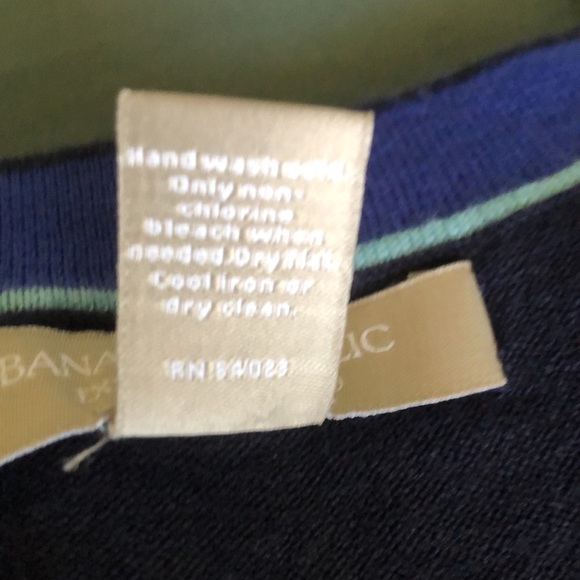 Hand wash cold.
Only non-
chlorine
bleach when
needed. Dry flat.
Cool iron or
dry clean.
RN 54023
BANA LIC